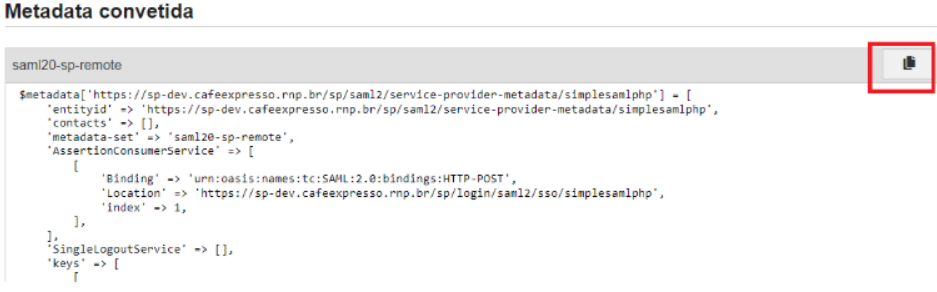 Metadata convetida
saml20-sp-remote
$metadata['https://sp-dev.cafeexpresso.rnp.br/sp/saml2/service-provider-metadata/simplesamlphp'] = [
'entityid' => 'https://sp-dev.cafeexpresso.rnp.br/sp/saml2/service-provider-metadata/simplesamlphp',
'contacts' => [],
'metadata-set' => 'saml20-sp-remote',
'AssertionConsumerService' => [
[
'Binding' => 'urn:oasis:names:tc:SAML:2.0:bindings:HTTP-POST',
'Location' => 'https://sp-dev.cafeexpresso.rnp.br/sp/login/saml2/sso/simplesamlphp',
'index' => 1,
],
],
'SingleLogoutService' => [],
'keys' => [
[